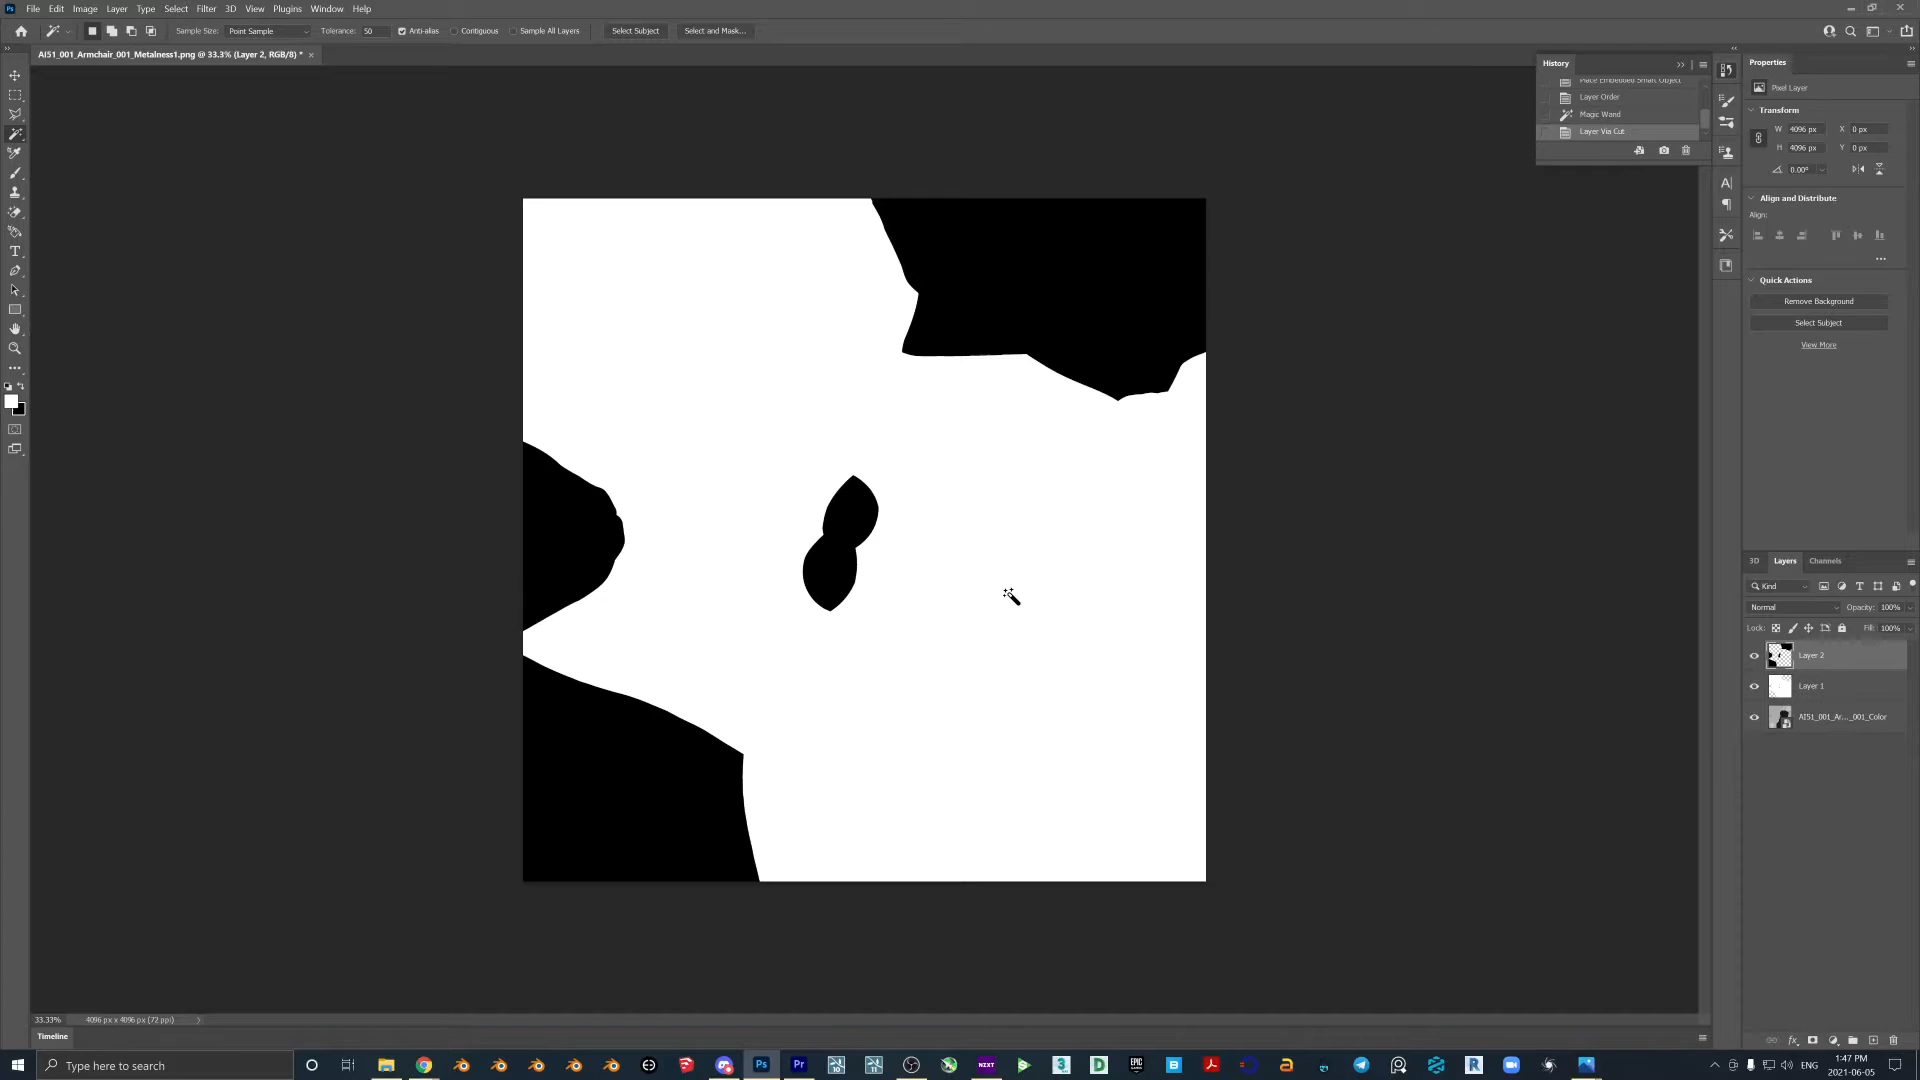 Ps File Edit Image Layer Type Select Filter 3D View Plugins Window Help
Sample Size: Point Sample Tolerance: 50 Anti-alias Contiguous Sample All Layers Select Subject Select and Mask...
AI51_001_Armchair_001_Metalness1.png @ 33.3% (Layer 2, RGB/8) *
History
Place Embedded Smart Object
Layer Order
Magic Wand
Layer Via Cut
Properties
Pixel Layer
Transform
W 4096 px X 0 px
H 4096 px Y 0 px
0.00°
Align and Distribute
Align:
Quick Actions
Remove Background
Select Subject
View More
3D Layers Channels
Kind
Normal Opacity: 100%
Lock: Fill: 100%
Layer 2
Layer 1
AI51_001_Ar..._001_Color
33.33% 4096 px x 4096 px (72 ppi)
Timeline
Type here to search
ENG
1:47 PM
2021-06-05